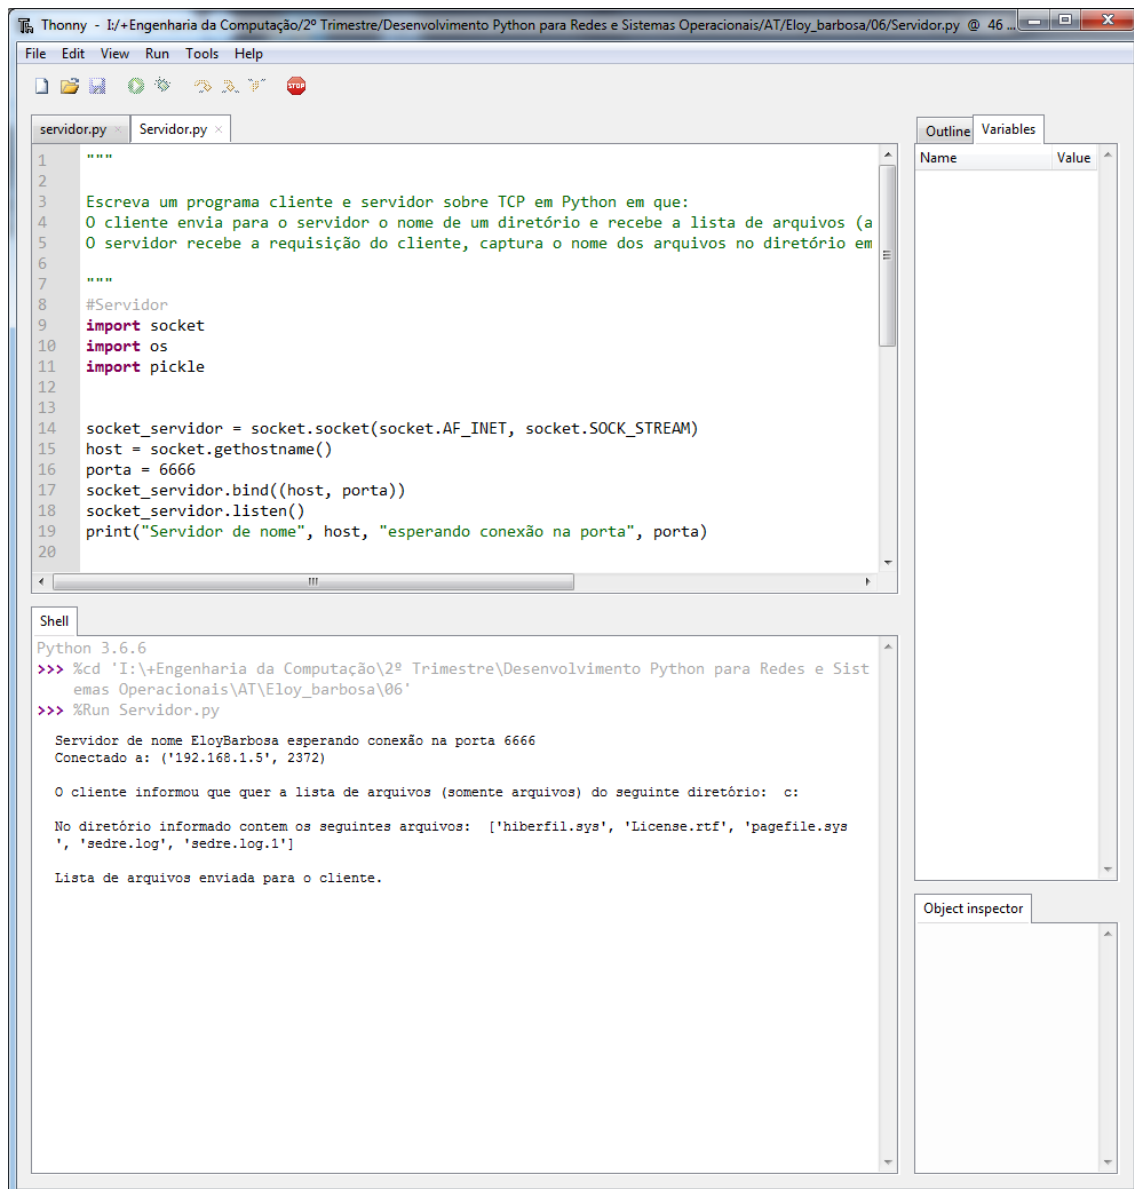 Thonny - I:/+Engenharia da Computação/2º Trimestre/Desenvolvimento Python para Redes e Sistemas Operacionais/AT/Eloy_barbosa/06/Servidor.py @ 46 ...
File Edit View Run Tools Help
STOP
servidor.py Servidor.py
Outline Variables
Name Value
1 """
2
3 Escreva um programa cliente e servidor sobre TCP em Python em que:
4 O cliente envia para o servidor o nome de um diretório e recebe a lista de arquivos (a
5 O servidor recebe a requisição do cliente, captura o nome dos arquivos no diretório em
6
7 """
8 #Servidor
9 import socket
10 import os
11 import pickle
12
13
14 socket_servidor = socket.socket(socket.AF_INET, socket.SOCK_STREAM)
15 host = socket.gethostname()
16 porta = 6666
17 socket_servidor.bind((host, porta))
18 socket_servidor.listen()
19 print("Servidor de nome", host, "esperando conexão na porta", porta)
20
Shell
Python 3.6.6
>>> %cd 'I:\+Engenharia da Computação\2º Trimestre\Desenvolvimento Python para Redes e Sist
emas Operacionais\AT\Eloy_barbosa\06'
>>> %Run Servidor.py
Servidor de nome EloyBarbosa esperando conexão na porta 6666
Conectado a: ('192.168.1.5', 2372)
O cliente informou que quer a lista de arquivos (somente arquivos) do seguinte diretório:  c:
No diretório informado contem os seguintes arquivos:  ['hiberfil.sys', 'License.rtf', 'pagefile.sys
', 'sedre.log', 'sedre.log.1']
Lista de arquivos enviada para o cliente.
Object inspector